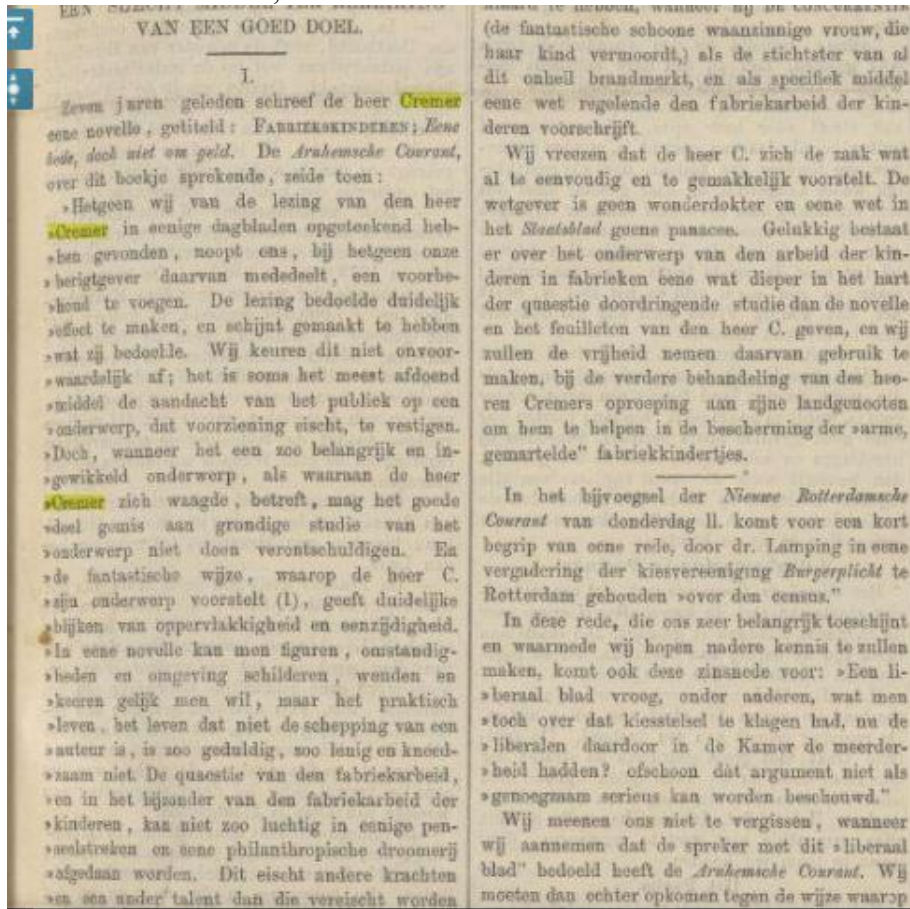 EEN SLECHT
VAN EEN GOED DOEL.
I.
Zeven jaren geleden schreef de heer Cremer
eene novelle, getiteld: FABRIEKSKINDEREN; Eene
bede, doch niet om geld. De Arnhemsche Courant,
over dit boekje sprekende, zeide toen:
»Hetgeen wij van de lezing van den heer
»Cremer in eenige dagbladen opgeteekend heb-
»ben gevonden, noopt ons, bij hetgeen onze
»berigtgever daarvan mededeelt, een voorbe-
»houd te voegen. De lezing bedoelde duidelijk
»effect te maken, en schijnt gemaakt te hebben
»wat zij bedoelde. Wij keuren dit niet onvoor-
»waardelijk af; het is soms het meest afdoend
»middel de aandacht van het publiek op een
»onderwerp, dat voorziening eischt, te vestigen.
»Doch, wanneer het een zoo belangrijk en in-
»gewikkeld onderwerp, als waaraan de heer
»Cremer zich waagde, betreft, mag het goede
»doel gemis aan grondige studie van het
»onderwerp niet doen verontschuldigen. En
»de fantastische wijze, waarop de heer C.
»zijn onderwerp voorstelt (1), geeft duidelijke
»blijken van oppervlakkigheid en eenzijdigheid.
»In eene novelle kan men figuren, omstandig-
»heden en omgeving schilderen, wenden en
»keeren gelijk men wil, maar het praktisch
»leven, het leven dat niet de schepping van een
»auteur is, is zoo geduldig, zoo lenig en kneed-
»zaam niet. De quaestie van den fabriekarbeid,
»en in het bijzonder van den fabriekarbeid der
»kinderen, kan niet zoo luchtig in eenige pen-
»seelstreken en eene philanthropische droomerij
»afgedaan worden. Dit eischt andere krachten
»en een ander talent dan die vereischt worden
te hebben, wanneer hij DE CONCURRENTIE
(de fantastische schoone waanzinnige vrouw, die
haar kind vermoordt,) als de stichtster van al
dit onheil brandmerkt, en als specifiek middel
eene wet regelende den fabriekarbeid der kin-
deren voorschrijft.
Wij vreezen dat de heer C. zich de zaak wat
al te eenvoudig en te gemakkelijk voorstelt. De
wetgever is geen wonderdokter en eene wet in
het Staatsblad geene panacee. Gelukkig bestaat
er over het onderwerp van den arbeid der kin-
deren in fabrieken eene wat dieper in het hart
der quaestie doordringende studie dan de novelle
en het feuilleton van den heer C. geven, en wij
zullen de vrijheid nemen daarvan gebruik te
maken, bij de verdere behandeling van des hee-
ren Cremers oproeping aan zijne landgenooten
om hem te helpen in de bescherming der »arme,
gemartelde" fabriekkindertjes.
In het bijvoegsel der Nieuwe Rotterdamsche
Courant van donderdag ll. komt voor een kort
begrip van eene rede, door dr. Lamping in eene
vergadering der kiesvereeniging Burgerplicht te
Rotterdam gehouden »over den census."
In deze rede, die ons zeer belangrijk toeschijnt
en waarmede wij hopen nadere kennis te zullen
maken, komt ook deze zinsnede voor: »Een li-
»beraal blad vroeg, onder anderen, wat men
»toch over dat kiesstelsel te klagen had, nu de
»liberalen daardoor in de Kamer de meerder-
»heid hadden? ofschoon dát argument niet als
»genoegzaam serieus kan worden beschouwd."
Wij meenen ons niet te vergissen, wanneer
wij aannemen dat de spreker met dit »liberaal
blad" bedoeld heeft de Arnhemsche Courant. Wij
moeten dan echter opkomen tegen de wijze waarop